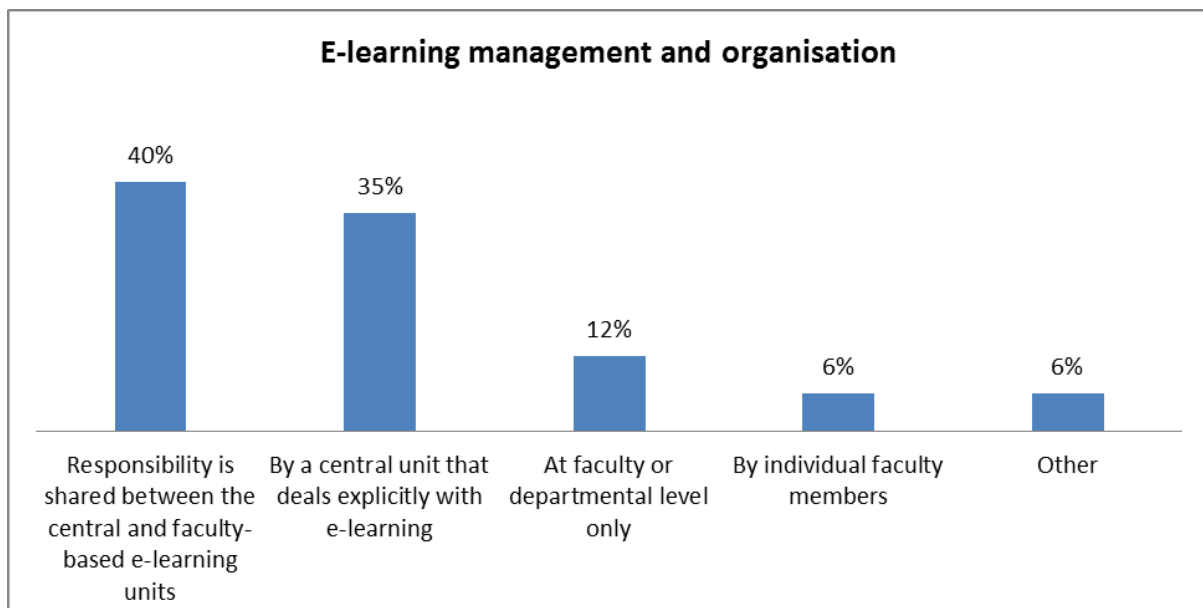 E-learning management and organisation
40%
35%
12%
6%
6%
Responsibility is
shared between the
central and faculty-
based e-learning
units
By a central unit that
deals explicitly with
e-learning
At faculty or
departmental level
only
By individual faculty
members
Other